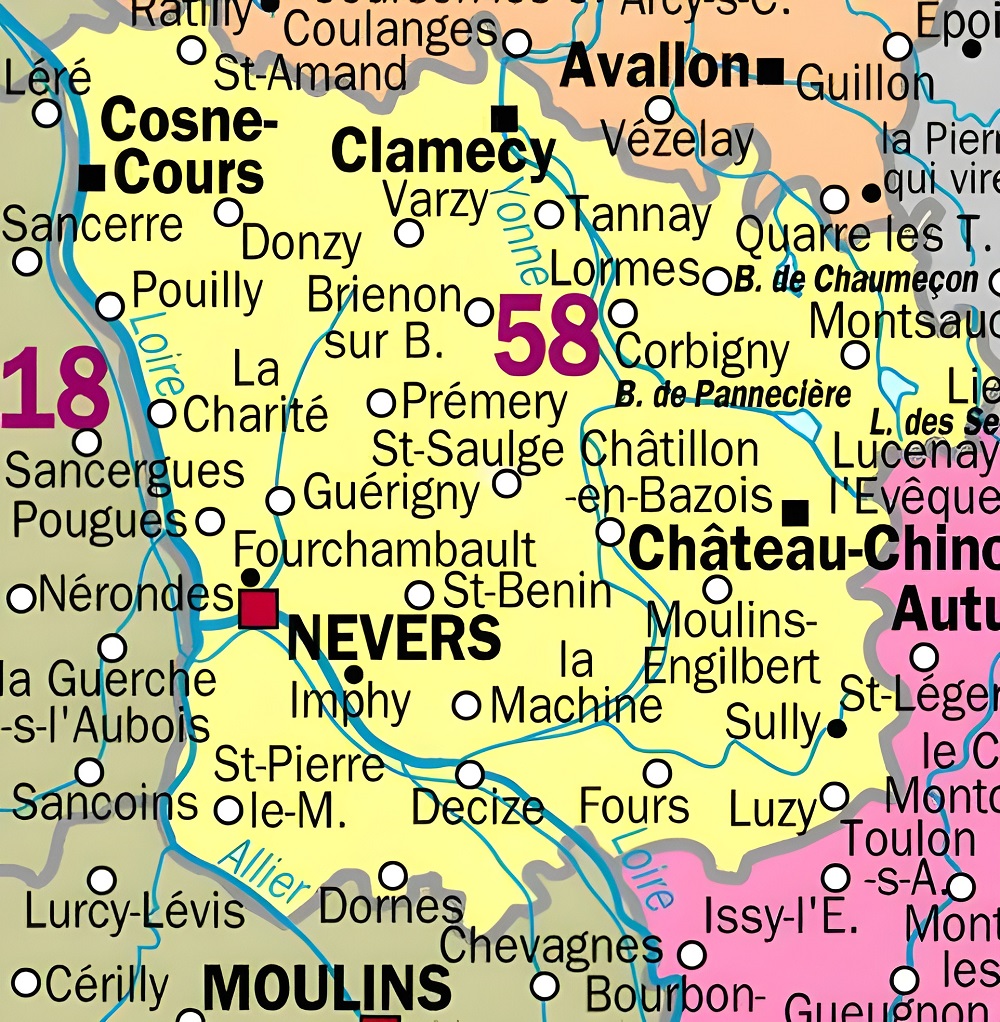 Ratilly
Arcy-s-C.
Coulanges
Epoi
St-Amand
Avallon
Guillon
Léré
Cosne-
Cours
Clamecy
Vézelay
la Pierr
qui vire
Varzy
Yonne
Tannay
Sancerre
Donzy
Quarre les T.
Lormes
B. de Chaumeçon
Pouilly
Brienon
sur B.
58
Montsauc
Loire
Corbigny
La
Charité
18
Prémery
B. de Pannecière
Lie
L. des Se
St-Saulge
Châtillon
-en-Bazois
Lucenay
l'Evêque
Sancergues
Guérigny
Pougues
Fourchambault
Château-Chino
Nérondes
St-Benin
Autu
NEVERS
Moulins-
Engilbert
la Guerche
-s-l'Aubois
Imphy
la
Machine
St-Léger
Sully
le C
St-Pierre
le-M.
Sancoins
Decize
Fours
Luzy
Montc
Toulon
-s-A.
Allier
Loire
Lurcy-Lévis
Dornes
Issy-l'E.
Mont
les
Chevagnes
Cérilly
MOULINS
Bourbon-
Gueugnon